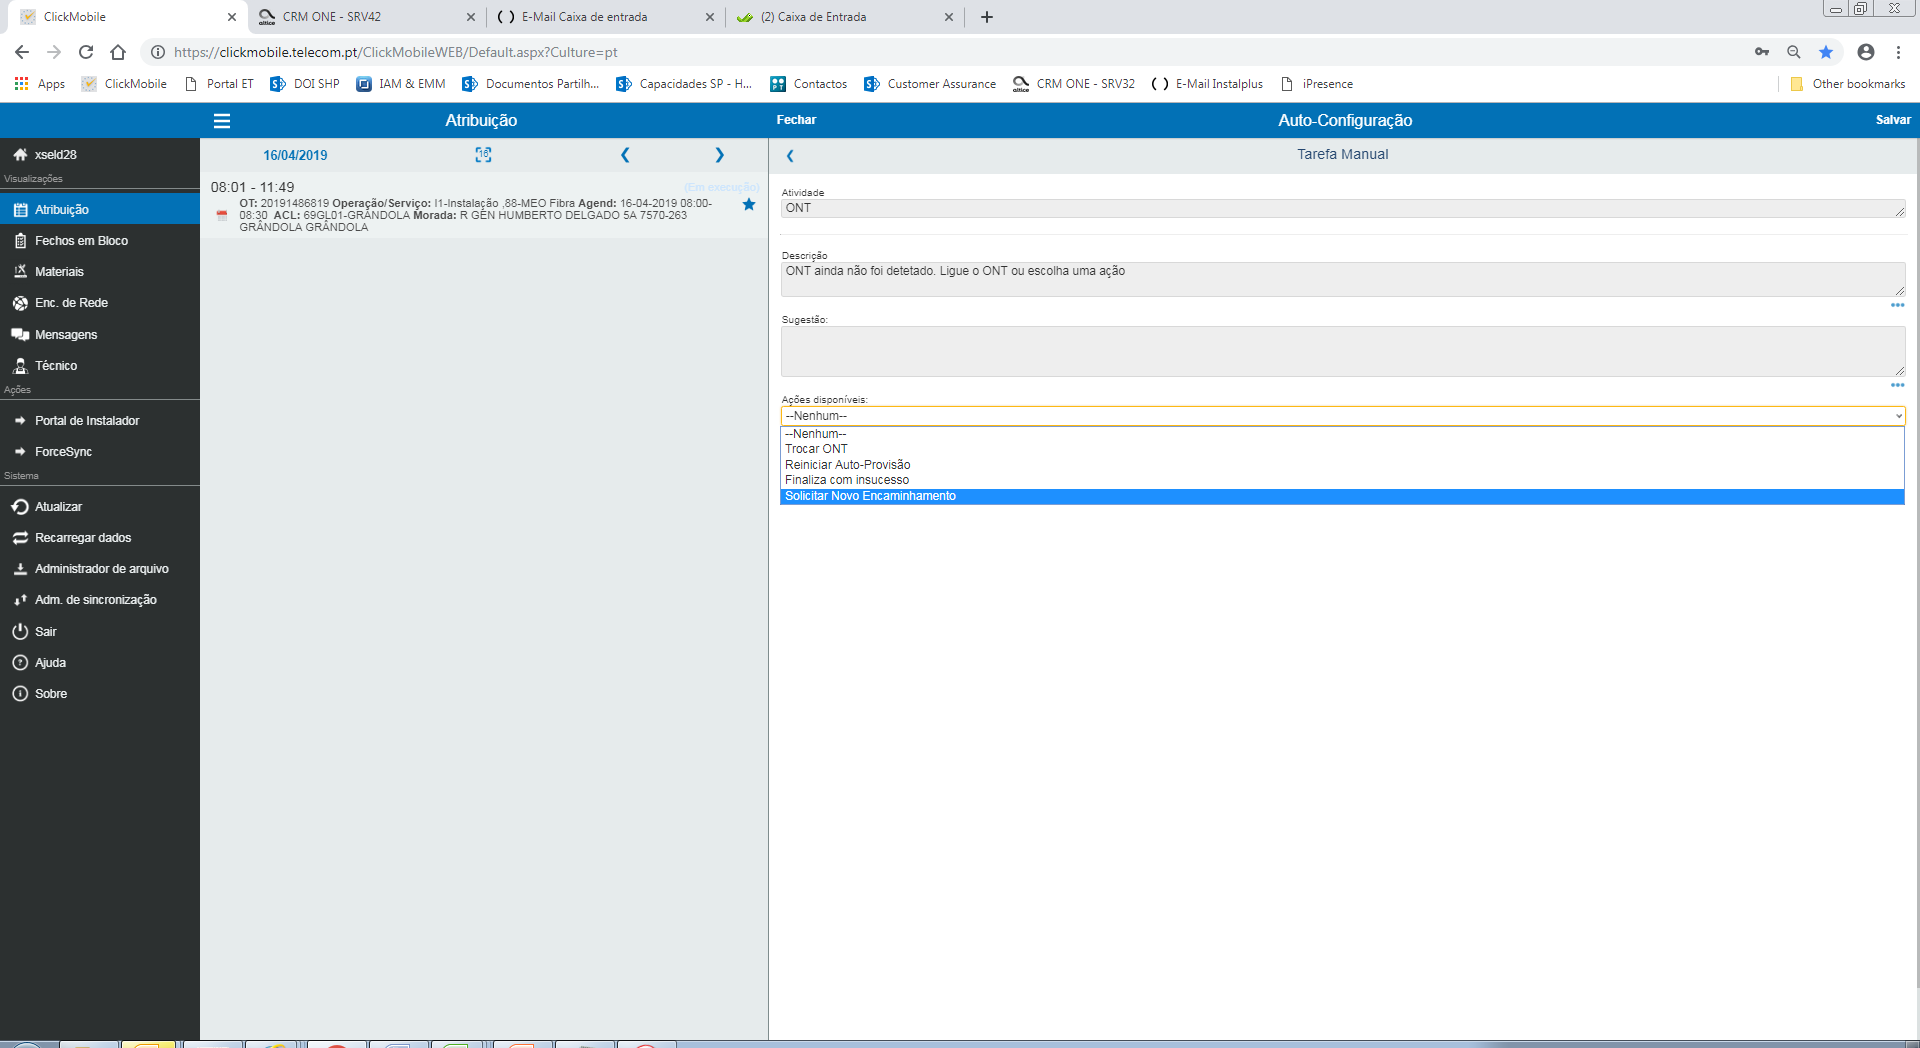 ClickMobile
CRM ONE - SRV42
E-Mail Caixa de entrada
(2) Caixa de Entrada
https://clickmobile.telecom.pt/ClickMobileWEB/Default.aspx?Culture=pt
Apps
ClickMobile
Portal ET
DOI SHP
IAM & EMM
Documentos Partilh...
Capacidades SP - H...
Contactos
Customer Assurance
CRM ONE - SRV32
E-Mail Instalplus
iPresence
Other bookmarks
Atribuição
Fechar
Auto-Configuração
Salvar
xseld28
Visualizações
Atribuição
Fechos em Bloco
Materiais
Enc. de Rede
Mensagens
Técnico
Ações
Portal de Instalador
ForceSync
Sistema
Atualizar
Recarregar dados
Administrador de arquivo
Adm. de sincronização
Sair
Ajuda
Sobre
16/04/2019
16
08:01 - 11:49
(Em execução)
OT: 20191486819 Operação/Serviço: I1-Instalação ,88-MEO Fibra Agend: 16-04-2019 08:00-
08:30 ACL: 69GL01-GRÂNDOLA Morada: R GEN HUMBERTO DELGADO 5A 7570-263
GRÂNDOLA GRÂNDOLA
Tarefa Manual
Atividade
ONT
Descrição
ONT ainda não foi detetado. Ligue o ONT ou escolha uma ação
Sugestão:
Ações disponíveis:
--Nenhum--
--Nenhum--
Trocar ONT
Reiniciar Auto-Provisão
Finaliza com insucesso
Solicitar Novo Encaminhamento